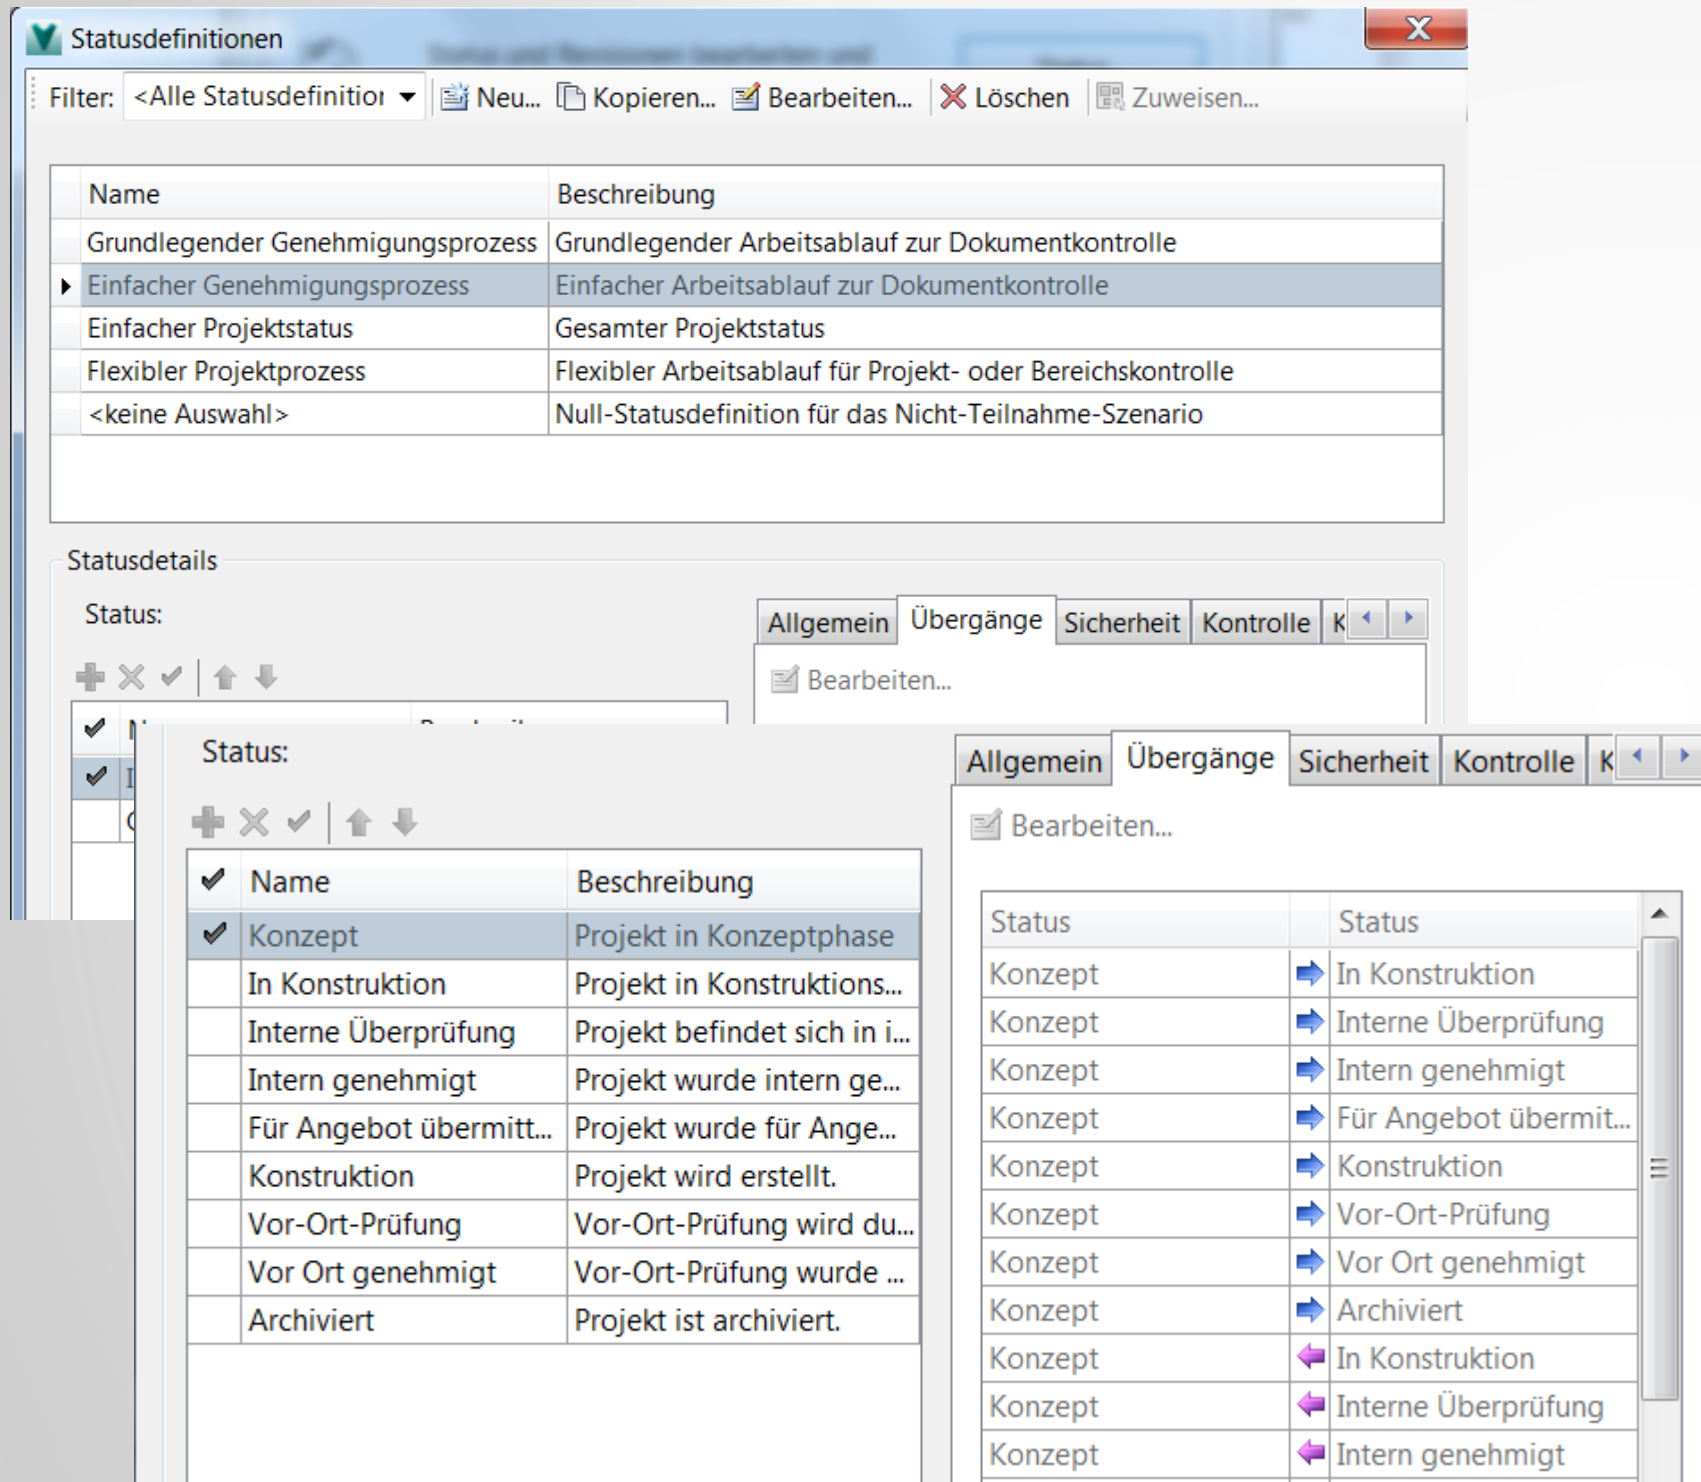 Statusdefinitionen
Filter: <Alle Statusdefinitior Neu... Kopieren... Bearbeiten... Löschen Zuweisen...
Name Beschreibung
Grundlegender Genehmigungsprozess Grundlegender Arbeitsablauf zur Dokumentkontrolle
Einfacher Genehmigungsprozess Einfacher Arbeitsablauf zur Dokumentkontrolle
Einfacher Projektstatus Gesamter Projektstatus
Flexibler Projektprozess Flexibler Arbeitsablauf für Projekt- oder Bereichskontrolle
<keine Auswahl> Null-Statusdefinition für das Nicht-Teilnahme-Szenario
Statusdetails
Status:
Allgemein Übergänge Sicherheit Kontrolle K
Bearbeiten...
Status:
Allgemein Übergänge Sicherheit Kontrolle K
Bearbeiten...
Name Beschreibung
Konzept Projekt in Konzeptphase
In Konstruktion Projekt in Konstruktions...
Interne Überprüfung Projekt befindet sich in i...
Intern genehmigt Projekt wurde intern ge...
Für Angebot übermitt... Projekt wurde für Ange...
Konstruktion Projekt wird erstellt.
Vor-Ort-Prüfung Vor-Ort-Prüfung wird du...
Vor Ort genehmigt Vor-Ort-Prüfung wurde ...
Archiviert Projekt ist archiviert.
Status Status
Konzept In Konstruktion
Konzept Interne Überprüfung
Konzept Intern genehmigt
Konzept Für Angebot übermit...
Konzept Konstruktion
Konzept Vor-Ort-Prüfung
Konzept Vor Ort genehmigt
Konzept Archiviert
Konzept In Konstruktion
Konzept Interne Überprüfung
Konzept Intern genehmigt